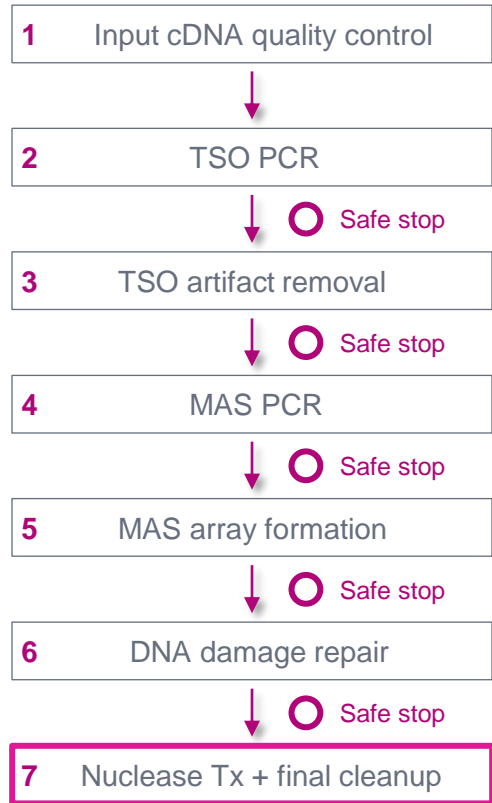 1 Input cDNA quality control
2 TSO PCR
Safe stop
3 TSO artifact removal
Safe stop
4 MAS PCR
Safe stop
5 MAS array formation
Safe stop
6 DNA damage repair
Safe stop
7 Nuclease Tx + final cleanup